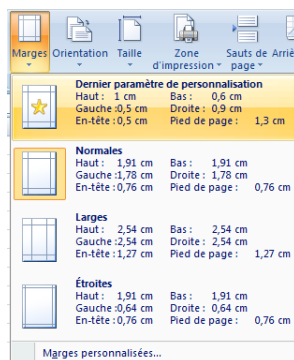 Marges Orientation Taille Zone d'impression Sauts de page Arriè
Dernier paramètre de personnalisation
Haut : 1 cm Bas : 0,6 cm
Gauche :0,5 cm Droite : 0,9 cm
En-tête :0,5 cm Pied de page : 1,3 cm
Normales
Haut : 1,91 cm Bas : 1,91 cm
Gauche :1,78 cm Droite : 1,78 cm
En-tête :0,76 cm Pied de page : 0,76 cm
Larges
Haut : 2,54 cm Bas : 2,54 cm
Gauche :2,54 cm Droite : 2,54 cm
En-tête :1,27 cm Pied de page : 1,27 cm
Étroites
Haut : 1,91 cm Bas : 1,91 cm
Gauche :0,64 cm Droite : 0,64 cm
En-tête :0,76 cm Pied de page : 0,76 cm
Marges personnalisées...